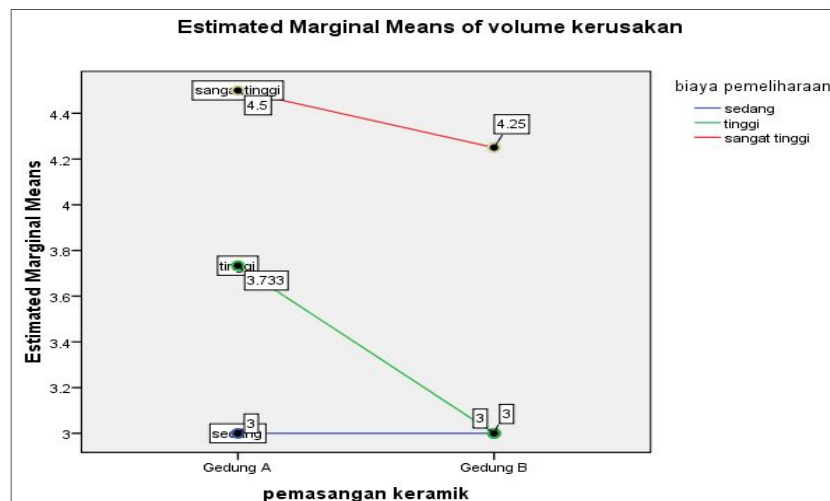 Estimated Marginal Means of volume kerusakan
biaya pemeliharaan
sedang
tinggi
sangat tinggi
Estimated Marginal Means
4.4
4.2
4
3.8
3.6
3.4
3.2
3
sangat tinggi
4.5
4.25
tinggi
3.733
sedang
3
3
3
Gedung A
Gedung B
pemasangan keramik